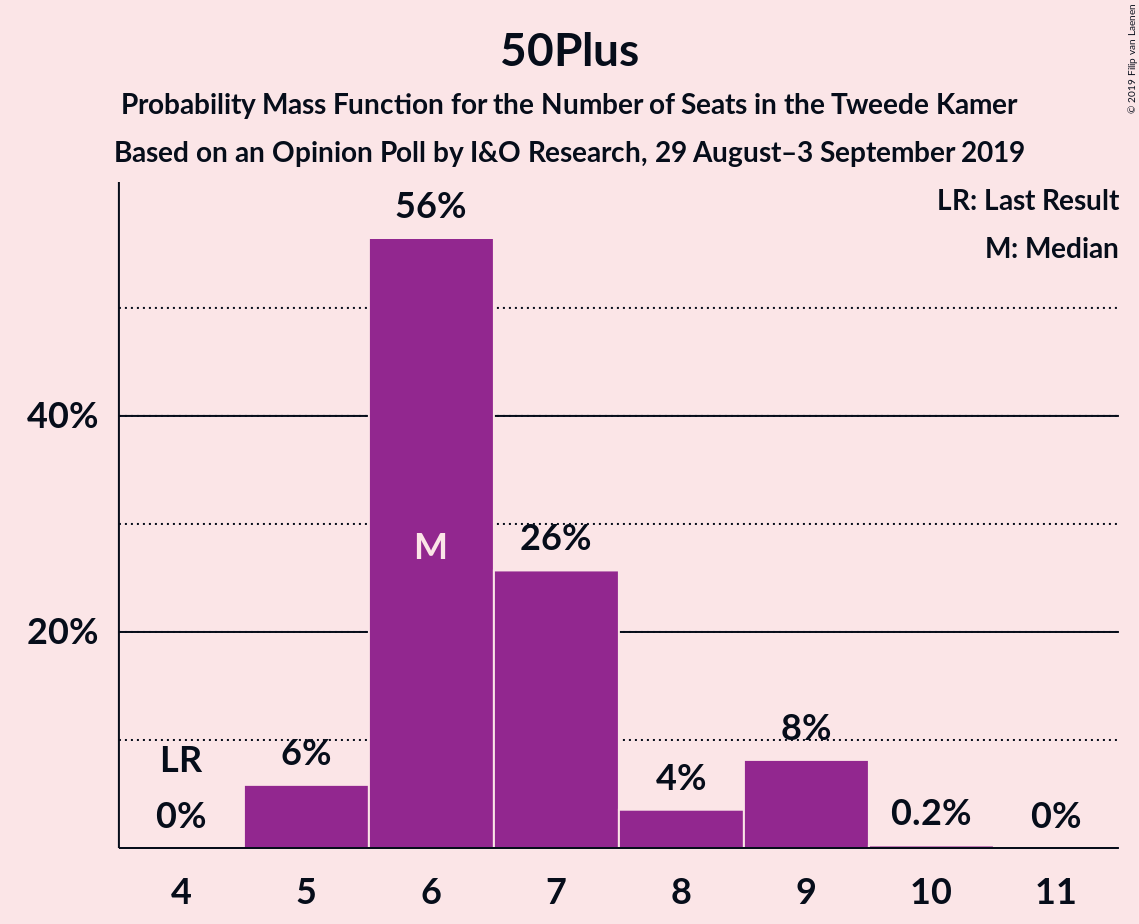 50Plus
Probability Mass Function for the Number of Seats in the Tweede Kamer
Based on an Opinion Poll by I&O Research, 29 August–3 September 2019
© 2019 Filip van Laenen
LR: Last Result
M: Median
56%
40%
26%
M
20%
8%
6%
LR
4%
0%
0.2%
0%
4 5 6 7 8 9 10 11